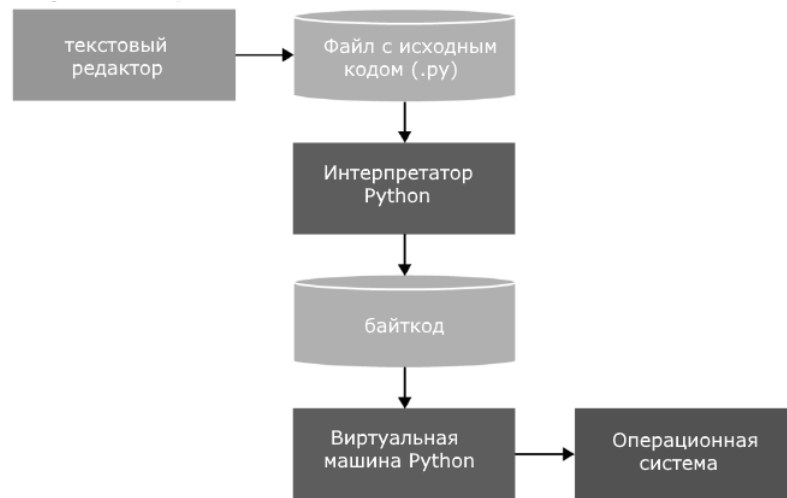 текстовый
редактор
Файл с исходным
кодом (.py)
Интерпретатор
Python
байткод
Виртуальная
машина Python
Операционная
система